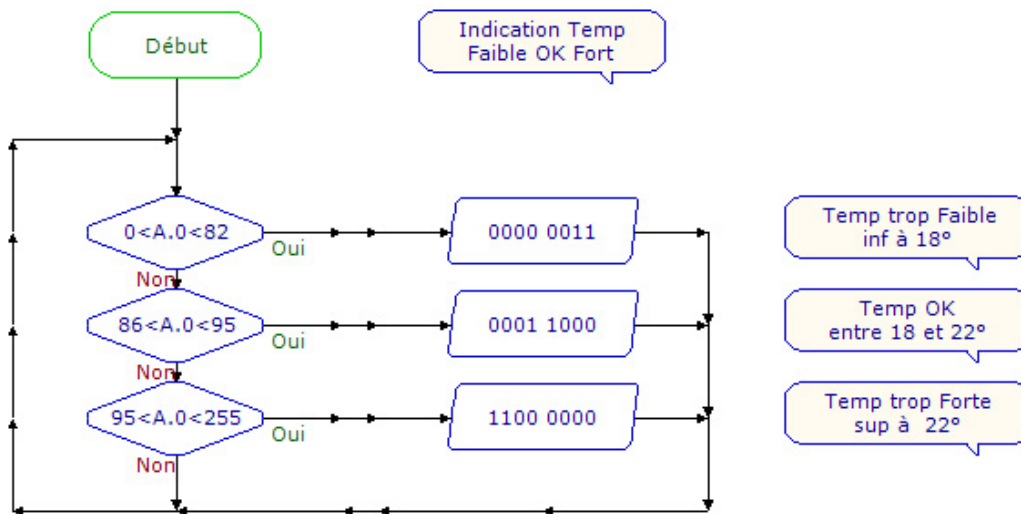 Début
Indication Temp
Faible OK Fort
0<A.0<82
Oui
0000 0011
Temp trop Faible
inf à 18°
Non
86<A.0<95
Oui
0001 1000
Temp OK
entre 18 et 22°
Non
95<A.0<255
Oui
1100 0000
Temp trop Forte
sup à 22°
Non